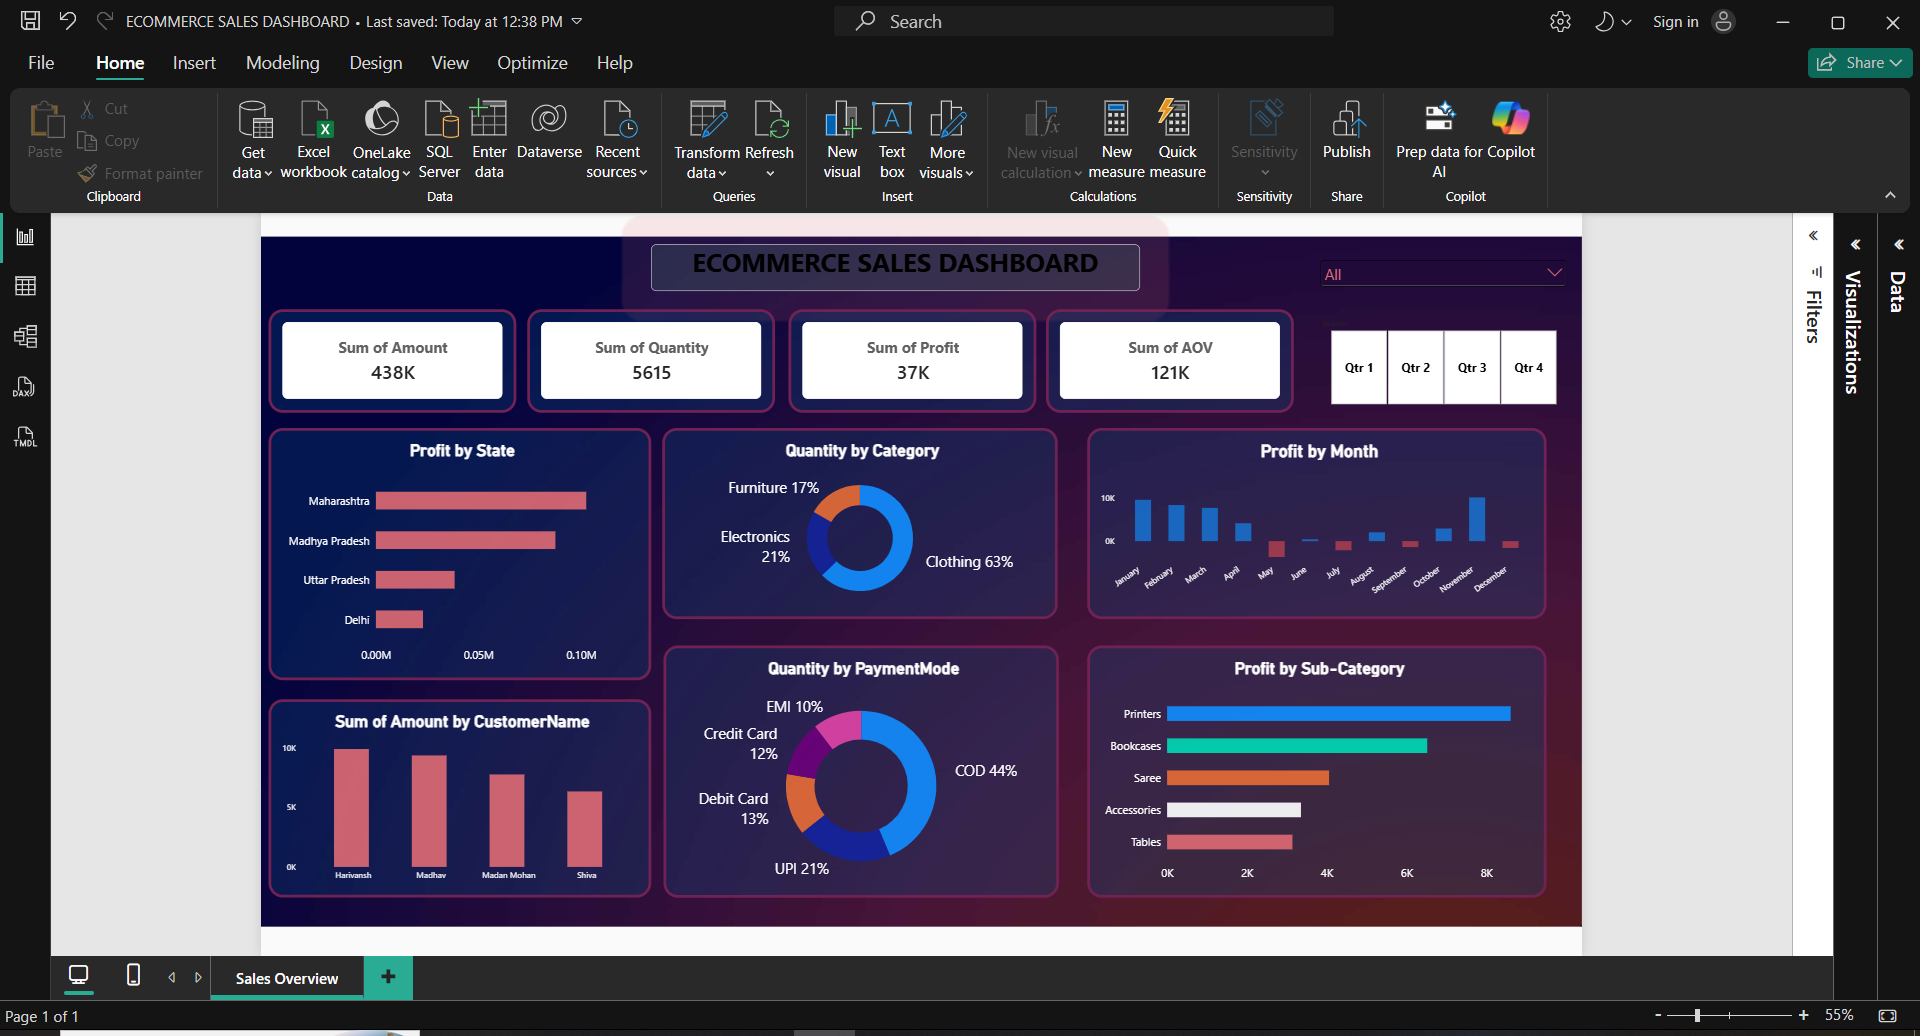 ECOMMERCE SALES DASHBOARD • Last saved: Today at 12:38 PM
Search
Sign in
File Home Insert Modeling Design View Optimize Help
Share
Paste
Cut
Copy
Format painter
Clipboard
Get data
Excel workbook
OneLake catalog
SQL Server
Enter data
Dataverse
Recent sources
Data
Transform data
Refresh
Queries
New visual
Text box
More visuals
Insert
New visual calculation
New measure
Quick measure
Calculations
Sensitivity
Sensitivity
Publish
Share
Prep data for AI
Copilot
Copilot
DAX
TMDL
ECOMMERCE SALES DASHBOARD
All
Sum of Amount
438K
Sum of Quantity
5615
Sum of Profit
37K
Sum of AOV
121K
Qtr 1 Qtr 2 Qtr 3 Qtr 4
Profit by State
Maharashtra
Madhya Pradesh
Uttar Pradesh
Delhi
0.00M 0.05M 0.10M
Quantity by Category
Furniture 17%
Electronics
21%
Clothing 63%
Profit by Month
10K
0K
January February March April May June July August September October November December
Sum of Amount by CustomerName
10K
5K
0K
Harivansh Madhav Madan Mohan Shiva
Quantity by PaymentMode
EMI 10%
Credit Card
12%
COD 44%
Debit Card
13%
UPI 21%
Profit by Sub-Category
Printers
Bookcases
Saree
Accessories
Tables
0K 2K 4K 6K 8K
Filters
Visualizations
Data
Sales Overview
Page 1 of 1
- + 55%